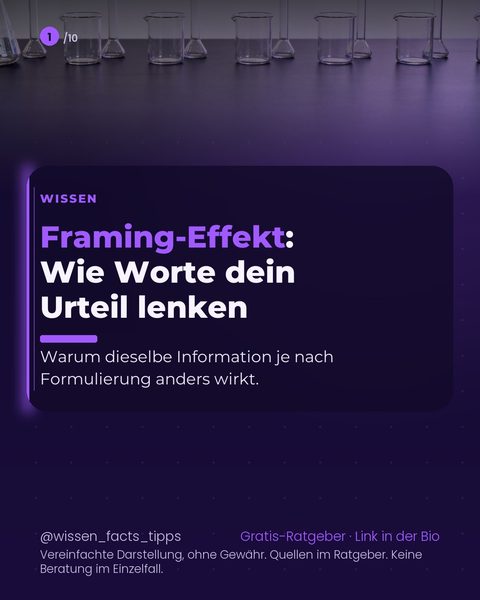 1 /10
WISSEN
Framing-Effekt:
Wie Worte dein
Urteil lenken
Warum dieselbe Information je nach
Formulierung anders wirkt.
@wissen_facts_tipps Gratis-Ratgeber · Link in der Bio
Vereinfachte Darstellung, ohne Gewähr. Quellen im Ratgeber. Keine
Beratung im Einzelfall.